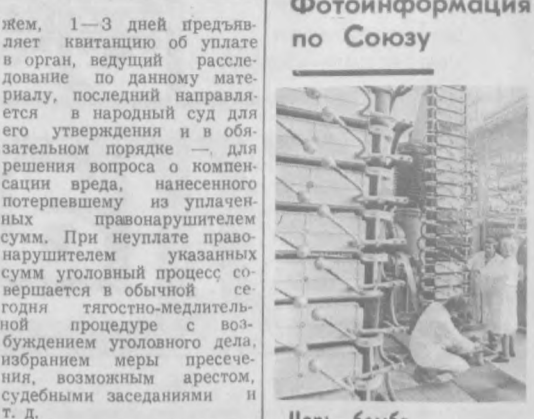 жем, 1—3 дней предъяв-
ляет квитанцию об уплате
в орган, ведущий рассле-
дование по данному мате-
риалу, последний направля-
ется в народный суд для
его утверждения и в обя-
зательном порядке —, для
решения вопроса о компен-
сации вреда, нанесенного
потерпевшему из уплачен-
ных правонарушителем
сумм. При неуплате право-
нарушителем указанных
сумм уголовный процесс со-
вершается в обычной се-
годня тягостно-медлитель-
ной процедуре с воз-
буждением уголовного дела,
избранием меры пресече-
ния, возможным арестом,
судебными заседаниями и
т. д.
Фотоинформация
по Союзу